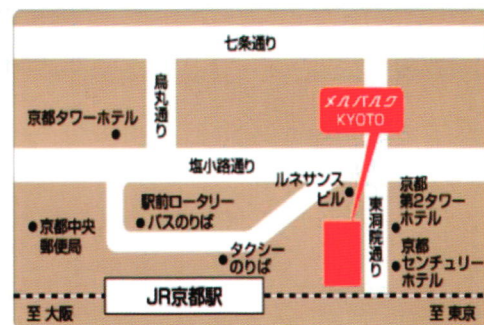 七条通り
烏丸通り
メルパルク
KYOTO
京都タワーホテル
塩小路通り
ルネサンス
ビル
京都
第2タワー
ホテル
駅前ロータリー
バスのりば
東洞院通り
京都中央
郵便局
タクシー
のりば
京都
センチュリー
ホテル
JR京都駅
至 大阪
至 東京